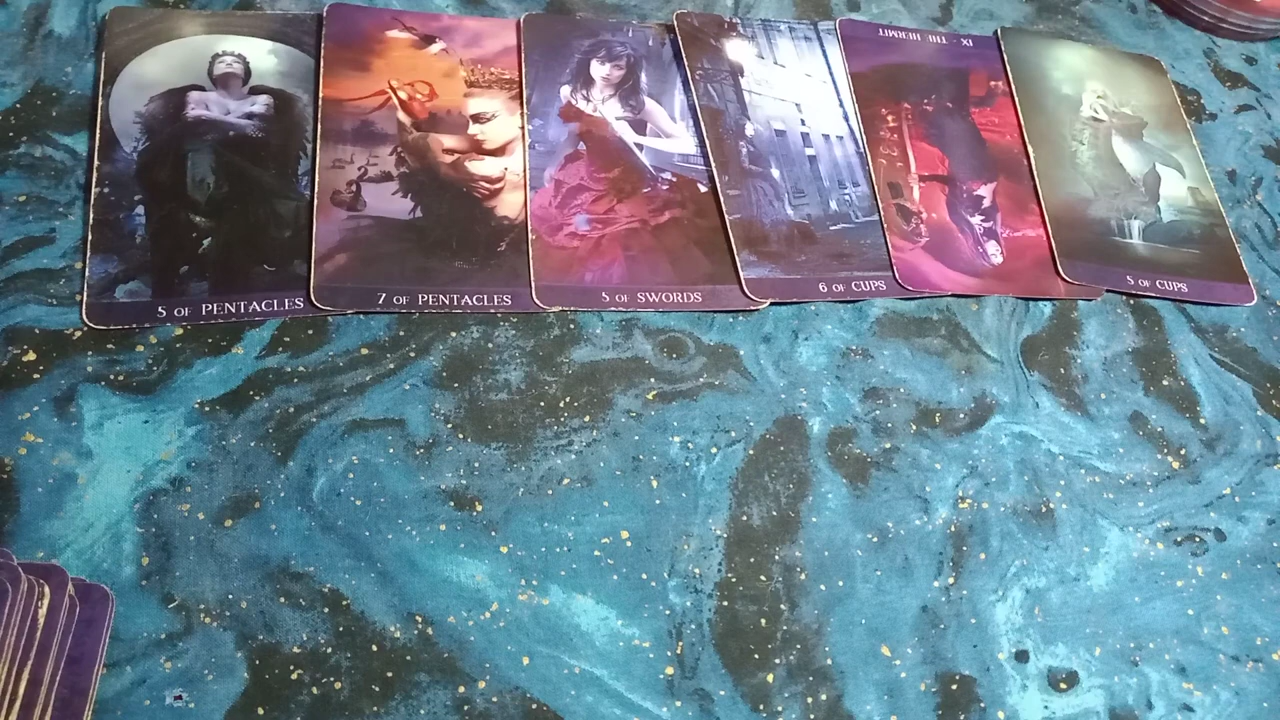 5 OF PENTACLES
7 OF PENTACLES
5 OF SWORDS
6 OF CUPS
IX - THE HERMIT
5 OF CUPS